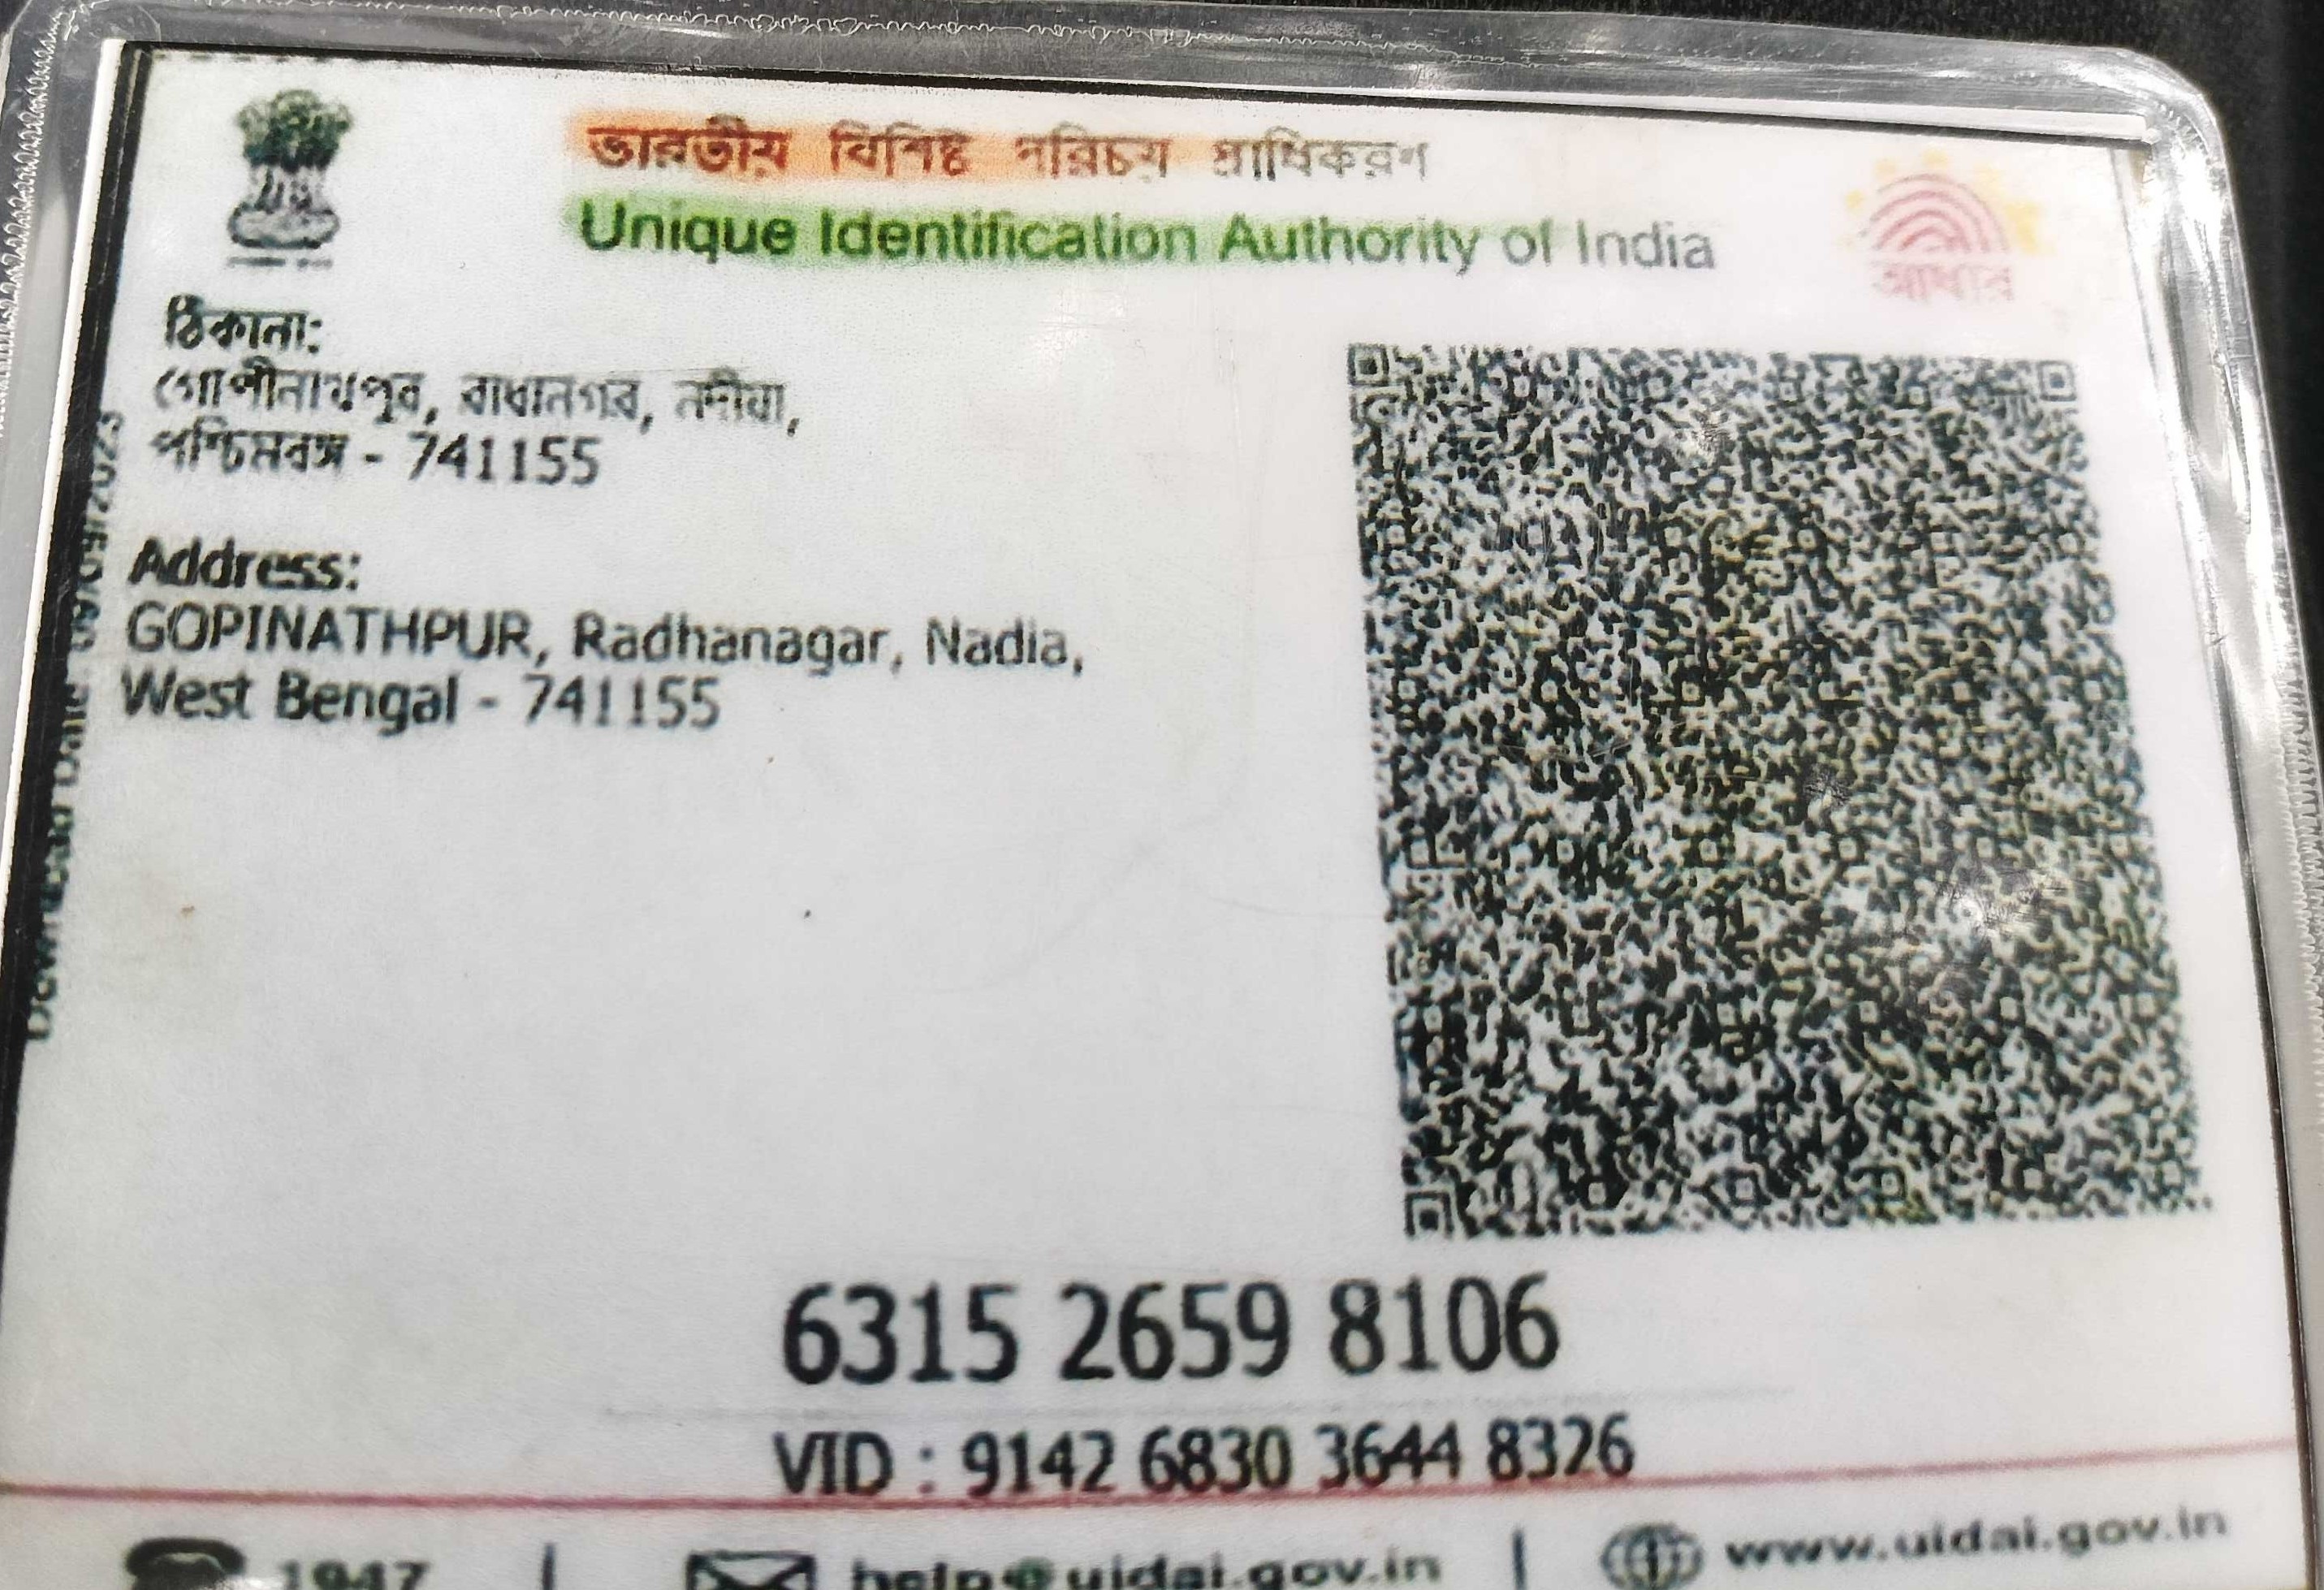 ভারতীয় বিশিষ্ট পরিচয় প্রাধিকরণ
Unique Identification Authority of India
আধার
ঠিকানা:
গোপীনাথপুর, রাধানগর, নদীয়া,
পশ্চিমবঙ্গ - 741155
Address:
GOPINATHPUR, Radhanagar, Nadia,
West Bengal - 741155
Download Date:
6315 2659 8106
VID : 9142 6830 3644 8326
1947
help@uidai.gov.in
www.uidai.gov.in